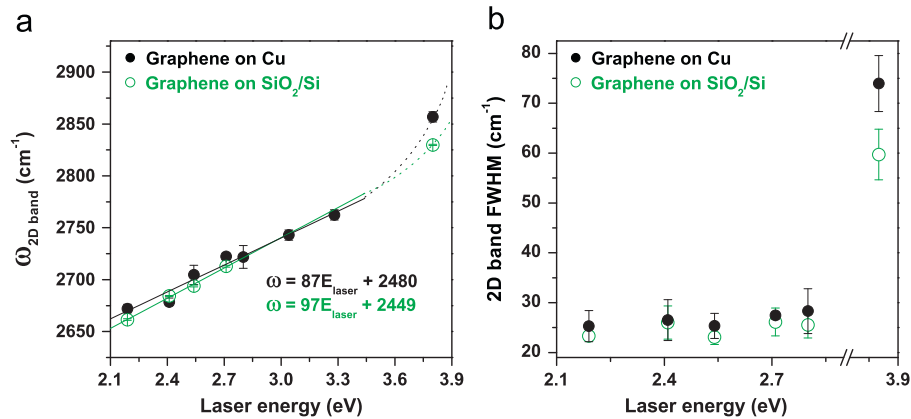 a
Graphene on Cu
Graphene on SiO₂/Si
ω2D band (cm⁻¹)
2900
2850
2800
2750
2700
2650
ω = 87Elaser + 2480
ω = 97Elaser + 2449
2.1 2.4 2.7 3.0 3.3 3.6 3.9
Laser energy (eV)
b
Graphene on Cu
Graphene on SiO₂/Si
2D band FWHM (cm⁻¹)
80
70
60
50
40
30
20
2.1 2.4 2.7 3.9
Laser energy (eV)